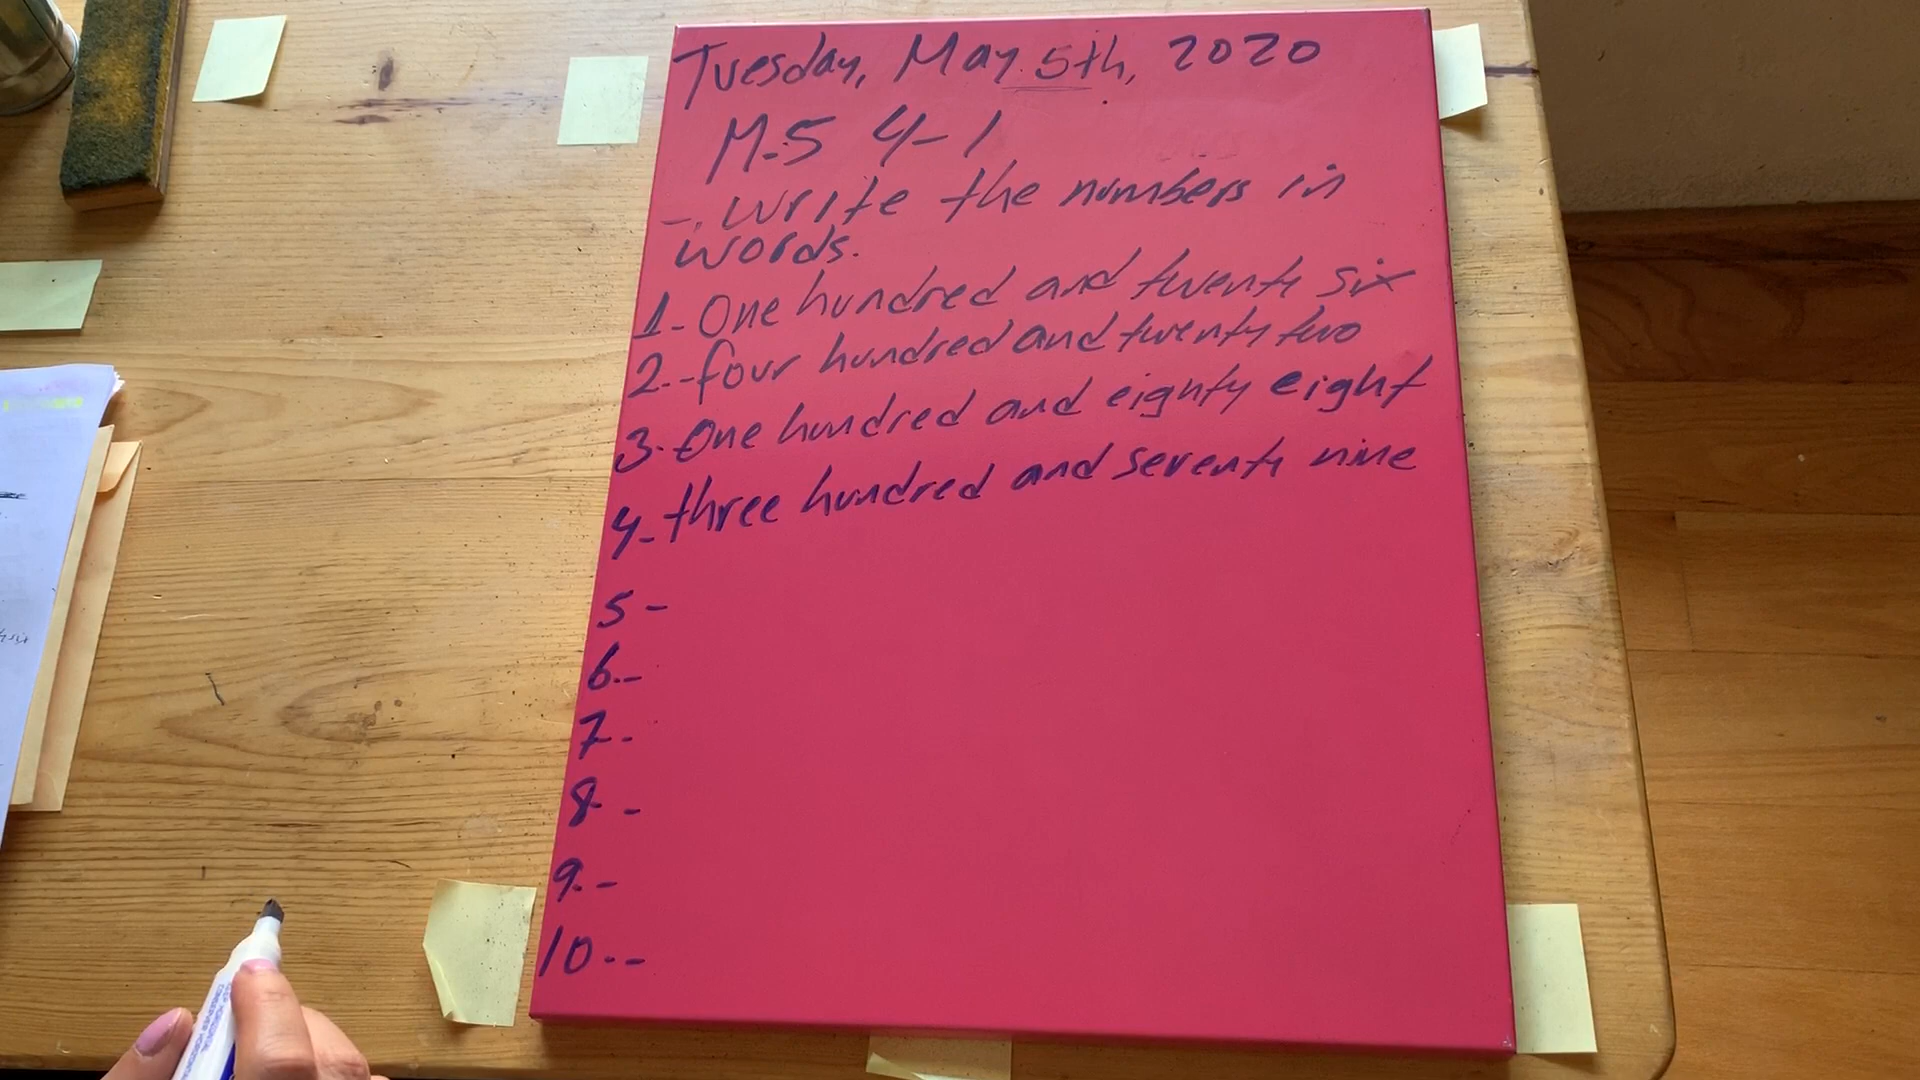 Tuesday, May 5th, 2020
M.5 4-1
-. Write the numbers in
words.
1- One hundred and twenty six
2.- four hundred and twenty two
3. One hundred and eighty eight
4- three hundred and seventy nine
5 -
6.-
7.
8. -
9.-
10.-